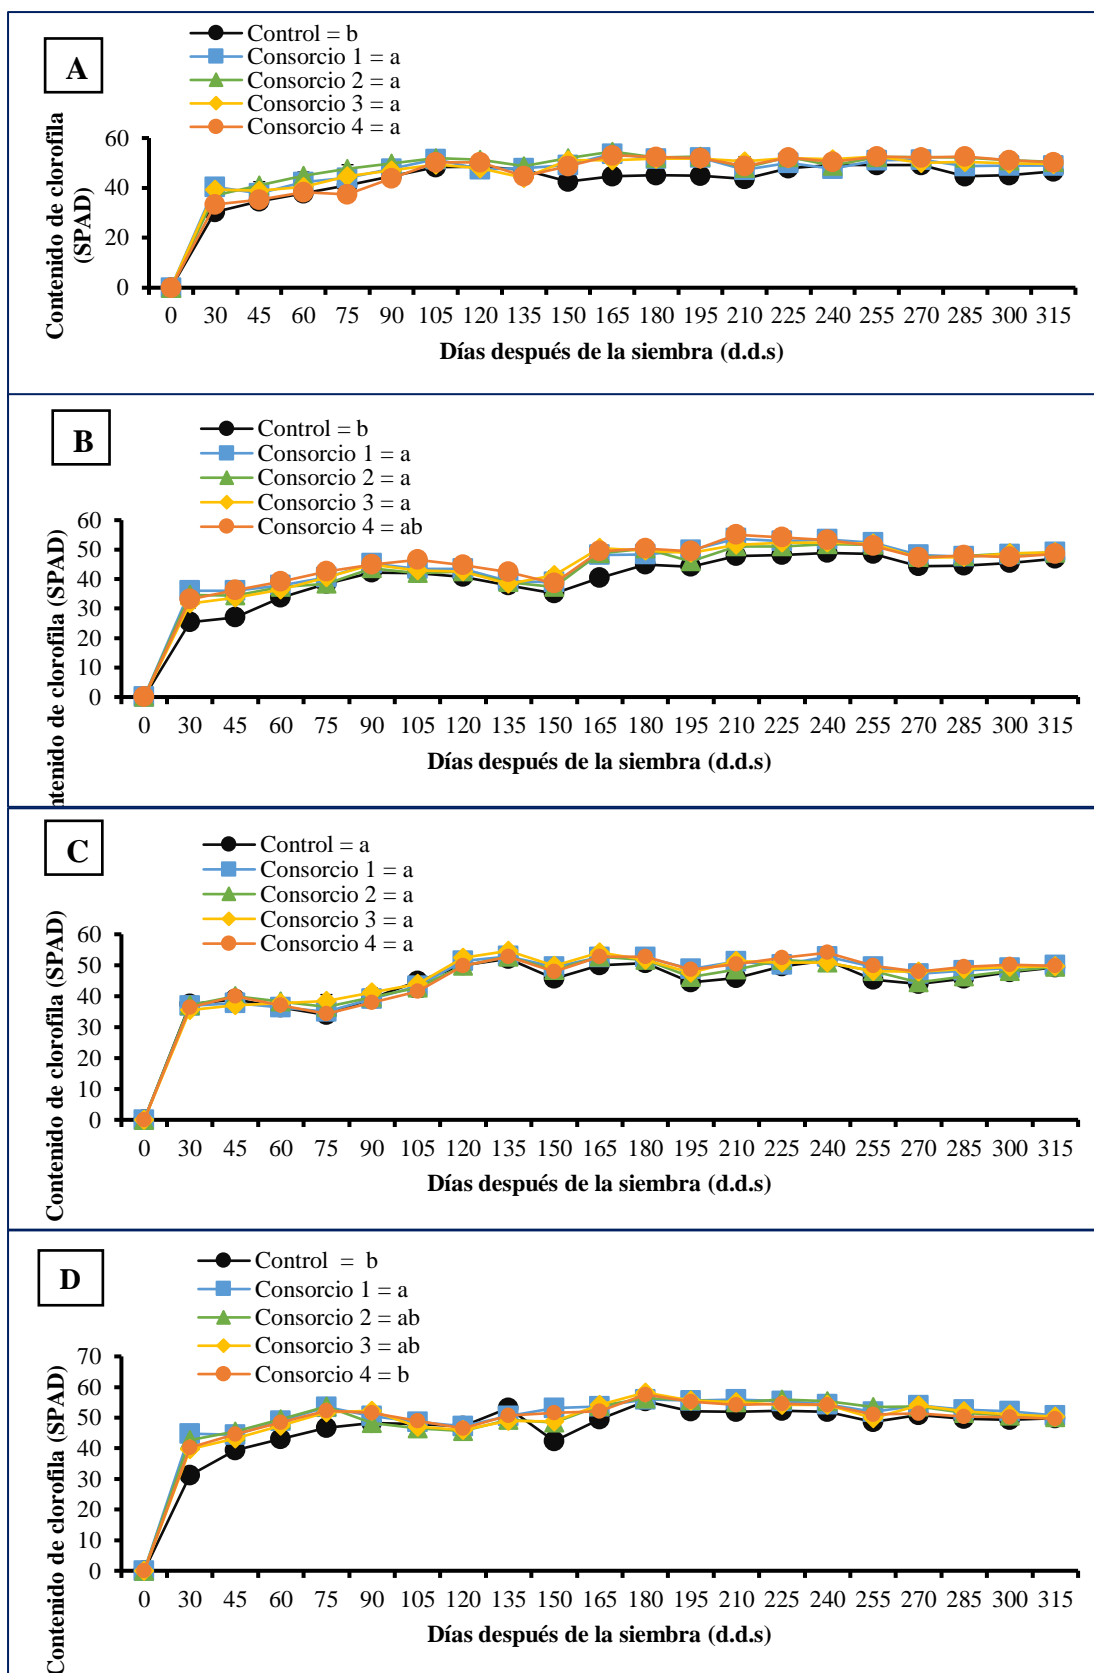 A
Control = b
Consorcio 1 = a
Consorcio 2 = a
Consorcio 3 = a
Consorcio 4 = a
Contenido de clorofila
(SPAD)
60
40
20
0
0 30 45 60 75 90 105 120 135 150 165 180 195 210 225 240 255 270 285 300 315
Días después de la siembra (d.d.s)
B
Control = b
Consorcio 1 = a
Consorcio 2 = a
Consorcio 3 = a
Consorcio 4 = ab
ntenido de clorofila (SPAD)
60
50
40
30
20
10
0
0 30 45 60 75 90 105 120 135 150 165 180 195 210 225 240 255 270 285 300 315
Días después de la siembra (d.d.s)
C
Control = a
Consorcio 1 = a
Consorcio 2 = a
Consorcio 3 = a
Consorcio 4 = a
Contenido de clorofila (SPAD)
60
50
40
30
20
10
0
0 30 45 60 75 90 105 120 135 150 165 180 195 210 225 240 255 270 285 300 315
Días después de la siembra (d.d.s)
D
Control = b
Consorcio 1 = a
Consorcio 2 = ab
Consorcio 3 = ab
Consorcio 4 = b
Contenido de clorofila (SPAD)
70
60
50
40
30
20
10
0
0 30 45 60 75 90 105 120 135 150 165 180 195 210 225 240 255 270 285 300 315
Días después de la siembra (d.d.s)